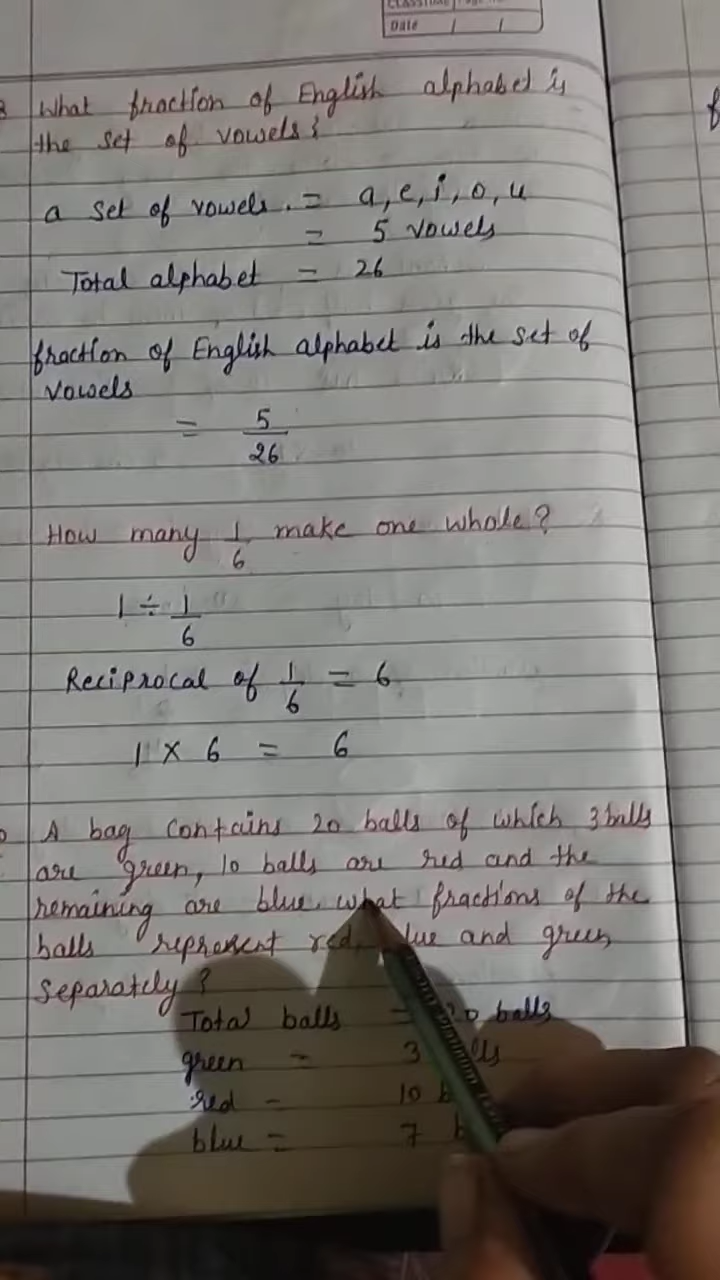 Date / /
What fraction of English alphabet is
the set of vowels?
a set of vowels. = a, e, i, o, u
= 5 vowels
Total alphabet = 26
fraction of English alphabet is the set of
vowels
= 5/26
How many 1/6 make one whole?
1 ÷ 1/6
Reciprocal of 1/6 = 6
1 × 6 = 6
A bag contains 20 balls of which 3 balls
are green, 10 balls are red and the
remaining are blue. what fractions of the
balls represent red, blue and green
separately?
Total balls = 20 balls
green = 3
red = 10
blue = 7